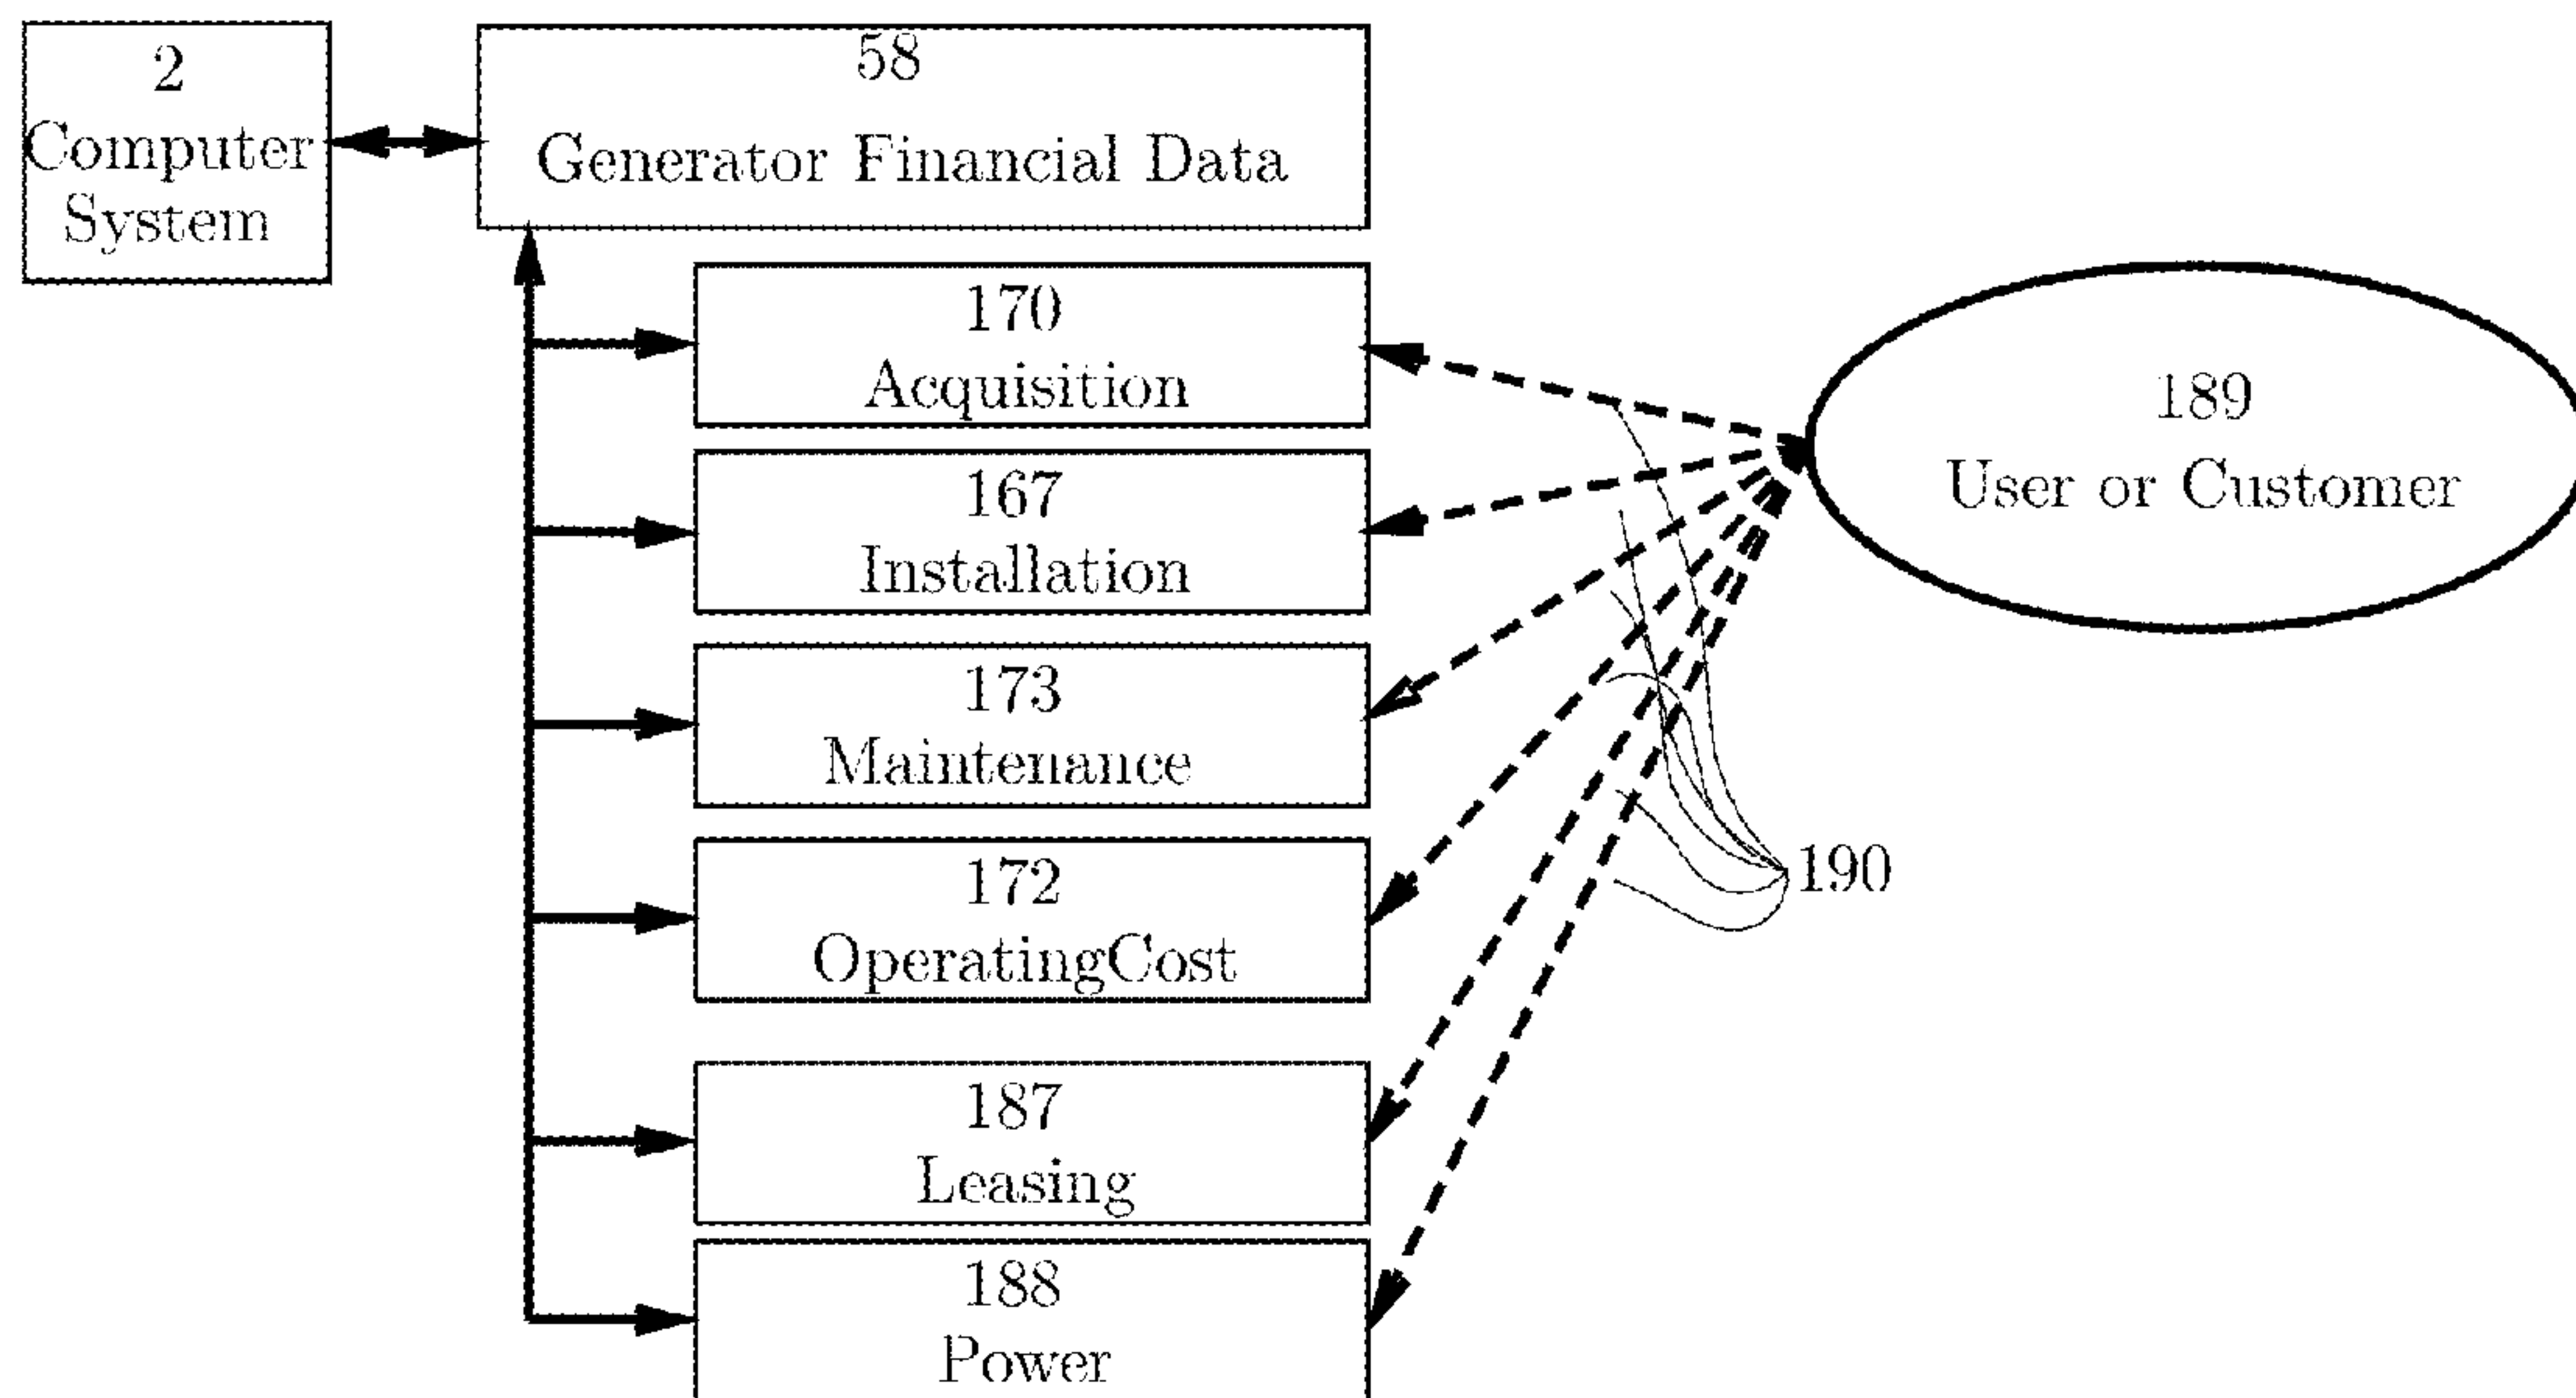 2
Computer
System
58
Generator Financial Data
170
Acquisition
167
Installation
173
Maintenance
172
OperatingCost
187
Leasing
188
Power
189
User or Customer
190